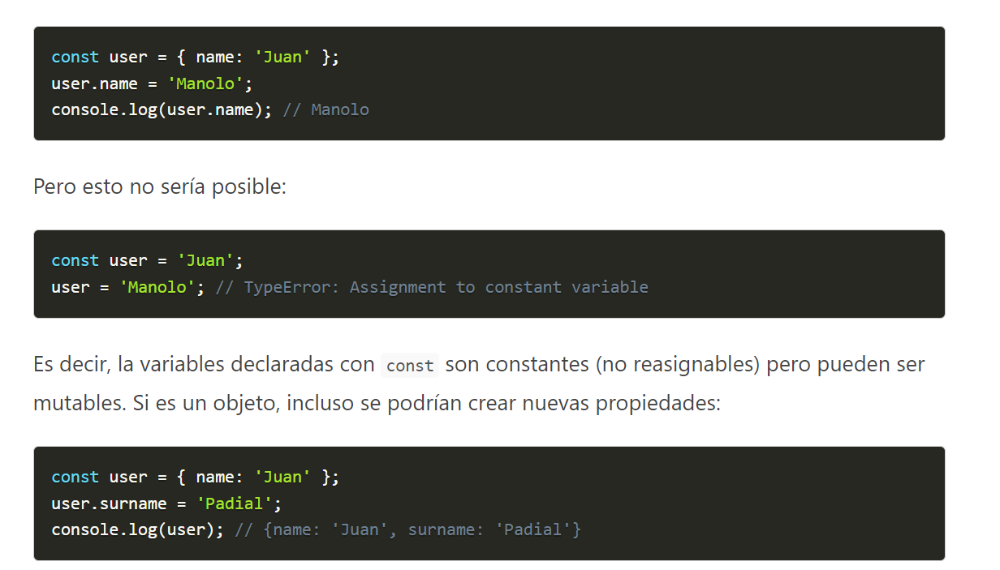 const user = { name: 'Juan' };
user.name = 'Manolo';
console.log(user.name); // Manolo
Pero esto no sería posible:
const user = 'Juan';
user = 'Manolo'; // TypeError: Assignment to constant variable
Es decir, la variables declaradas con const son constantes (no reasignables) pero pueden ser
mutables. Si es un objeto, incluso se podrían crear nuevas propiedades:
const user = { name: 'Juan' };
user.surname = 'Padial';
console.log(user); // {name: 'Juan', surname: 'Padial'}